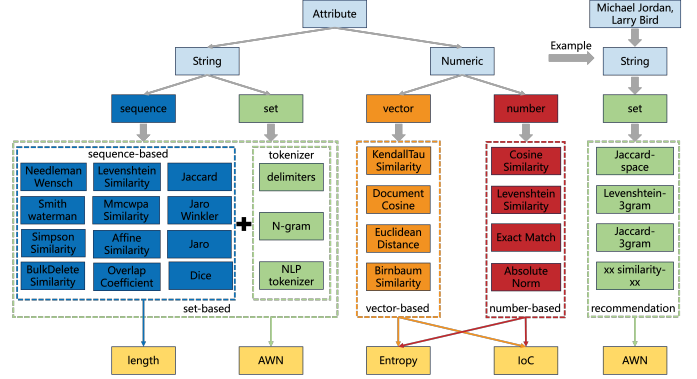 Attribute
Michael Jordan,
Larry Bird
Example
String
Numeric
String
sequence
set
vector
number
set
sequence-based
tokenizer
Needleman
Wensch
Levenshtein
Similarity
Jaccard
delimiters
KendallTau
Similarity
Cosine
Similarity
Jaccard-
space
Smith
waterman
Mmcwpa
Similarity
Jaro
Winkler
N-gram
Document
Cosine
Levenshtein
Similarity
Levenshtein-
3gram
Simpson
Similarity
Affine
Similarity
Jaro
Euclidean
Distance
Exact Match
Jaccard-
3gram
BulkDelete
Similarity
Overlap
Coefficient
Dice
NLP
tokenizer
Birnbaum
Similarity
Absolute
Norm
xx similarity-
xx
set-based
vector-based
number-based
recommendation
length
AWN
Entropy
IoC
AWN